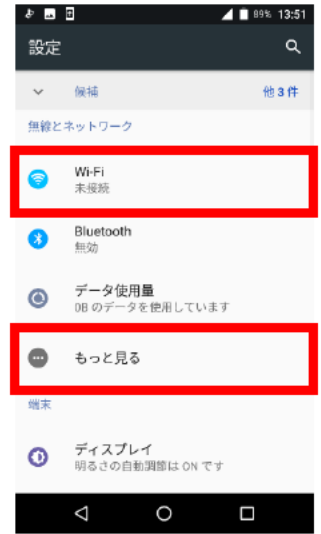 89% 13:51
設定
候補 他 3 件
無線とネットワーク
Wi-Fi
未接続
Bluetooth
無効
データ使用量
0B のデータを使用しています
もっと見る
端末
ディスプレイ
明るさの自動調節は ON です